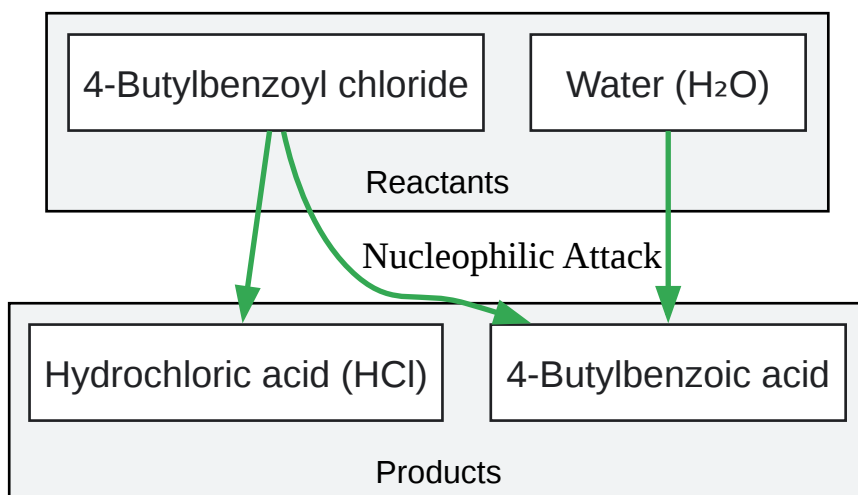 4-Butylbenzoyl chloride
Water (H₂O)
Reactants
Nucleophilic Attack
Hydrochloric acid (HCl)
4-Butylbenzoic acid
Products